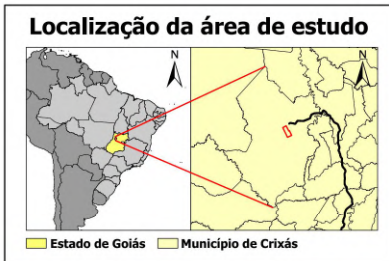 Localização da área de estudo
N
N
Estado de Goiás
Município de Crixás